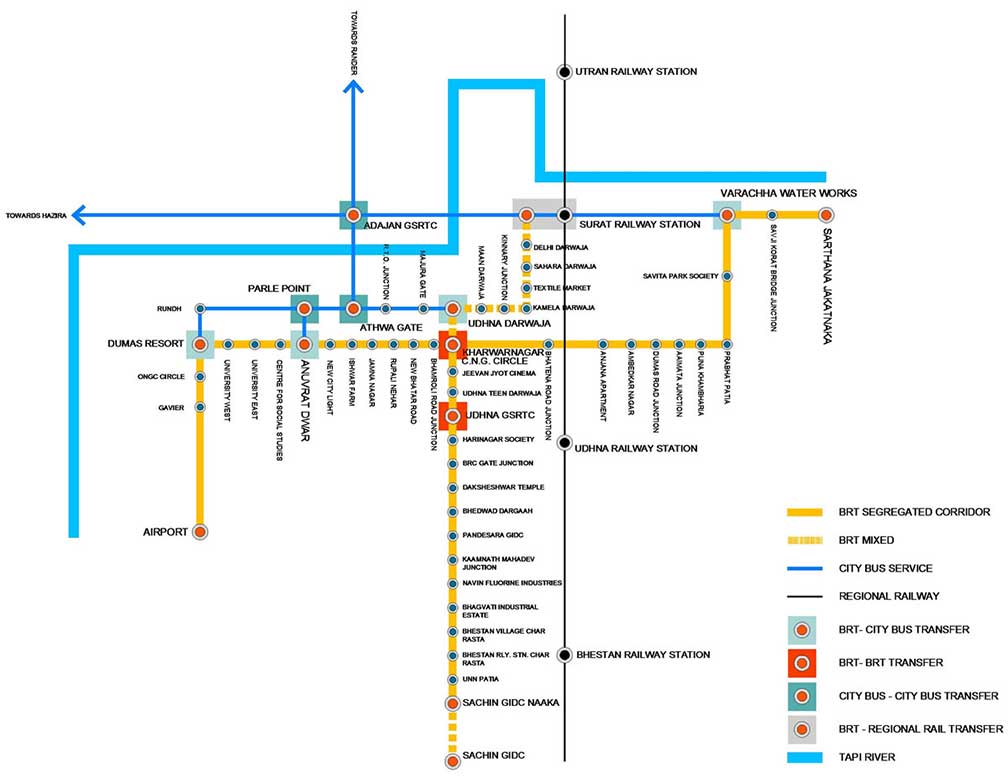 TOWARDS RANDER
UTRAN RAILWAY STATION
VARACHHA WATER WORKS
TOWARDS HAZIRA
ADAJAN GSRTC
SURAT RAILWAY STATION
SAVJI KORAT BRIDGE JUNCTION
SARTHANA JAKATNAKA
R.T.O. JUNCTION
MAJURA GATE
MAAN DARWAJA
KINNARY JUNCTION
DELHI DARWAJA
SAHARA DARWAJA
TEXTILE MARKET
KAMELA DARWAJA
SAVITA PARK SOCIETY
PARLE POINT
RUNDH
ATHWA GATE
UDHNA DARWAJA
DUMAS RESORT
KHARWARNAGAR
C.N.G. CIRCLE
ONGC CIRCLE
GAVIER
UNIVERSITY WEST
UNIVERSITY EAST
CENTRE FOR SOCIAL STUDIES
ANUVRAT DWAR
NEW CITY LIGHT
ISHWAR FARM
JAMNA NAGAR
RUPALI NEHAR
NEW BHATAR ROAD
BHAMROLI ROAD JUNCTION
BHATENA ROAD JUNCTION
ANJANA APARTMENT
AMBEDKAR NAGAR
DUMAS ROAD JUNCTION
AAIMATA JUNCTION
PUNA KHAMBHARIA
PRABHAT PATIA
JEEVAN JYOT CINEMA
UDHNA TEEN DARWAJA
UDHNA GSRTC
HARINAGAR SOCIETY
UDHNA RAILWAY STATION
BRC GATE JUNCTION
DAKSHESHWAR TEMPLE
BHEDWAD DARGAAH
PANDESARA GIDC
AIRPORT
KAAMNATH MAHADEV
JUNCTION
NAVIN FLUORINE INDUSTRIES
BHAGVATI INDUSTRIAL
ESTATE
BHESTAN VILLAGE CHAR
RASTA
BHESTAN RLY. STN. CHAR
RASTA
BHESTAN RAILWAY STATION
UNN PATIA
SACHIN GIDC NAAKA
SACHIN GIDC
BRT SEGREGATED CORRIDOR
BRT MIXED
CITY BUS SERVICE
REGIONAL RAILWAY
BRT- CITY BUS TRANSFER
BRT- BRT TRANSFER
CITY BUS - CITY BUS TRANSFER
BRT - REGIONAL RAIL TRANSFER
TAPI RIVER